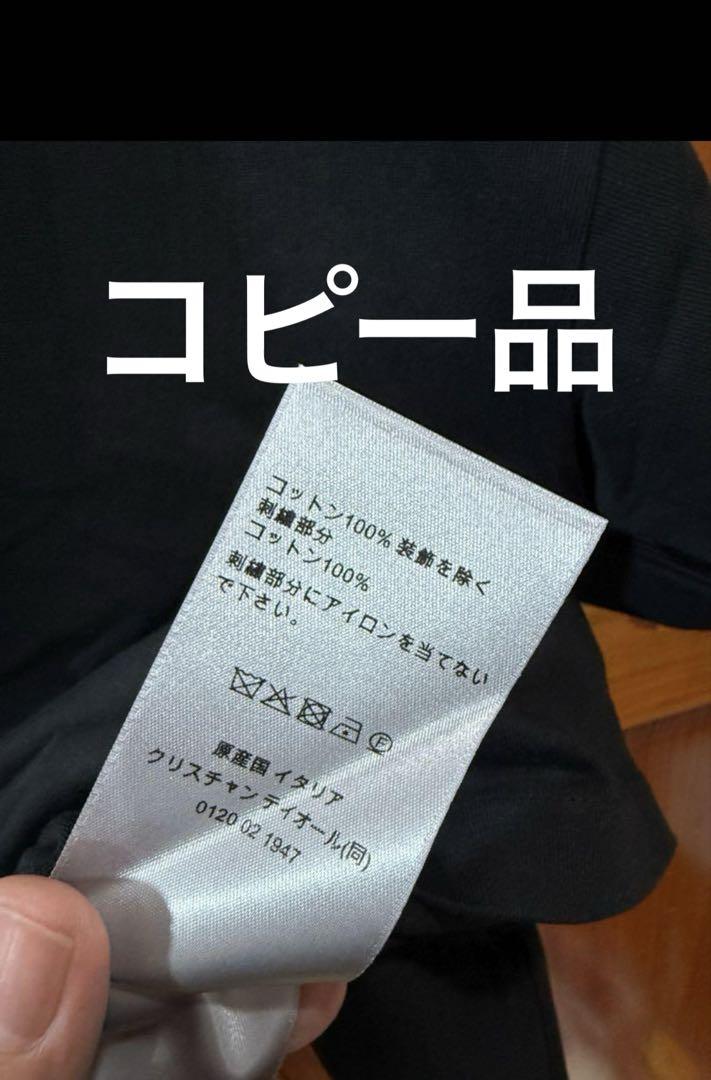 コピー品
コットン100% 装飾を除く
刺繍部分
コットン100%
刺繍部分にアイロンを当てない
で下さい。
原産国 イタリア
クリスチャン ディオール(同)
0120 02 1947